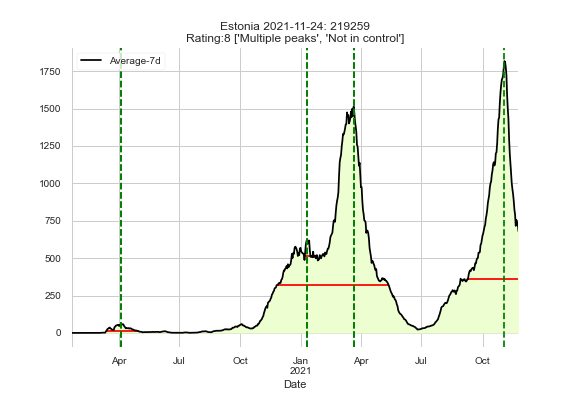 Estonia 2021-11-24: 219259
Rating:8 ['Multiple peaks', 'Not in control']
Average-7d
1750
1500
1250
1000
750
500
250
0
Apr Jul Oct Jan Apr Jul Oct
2021
Date